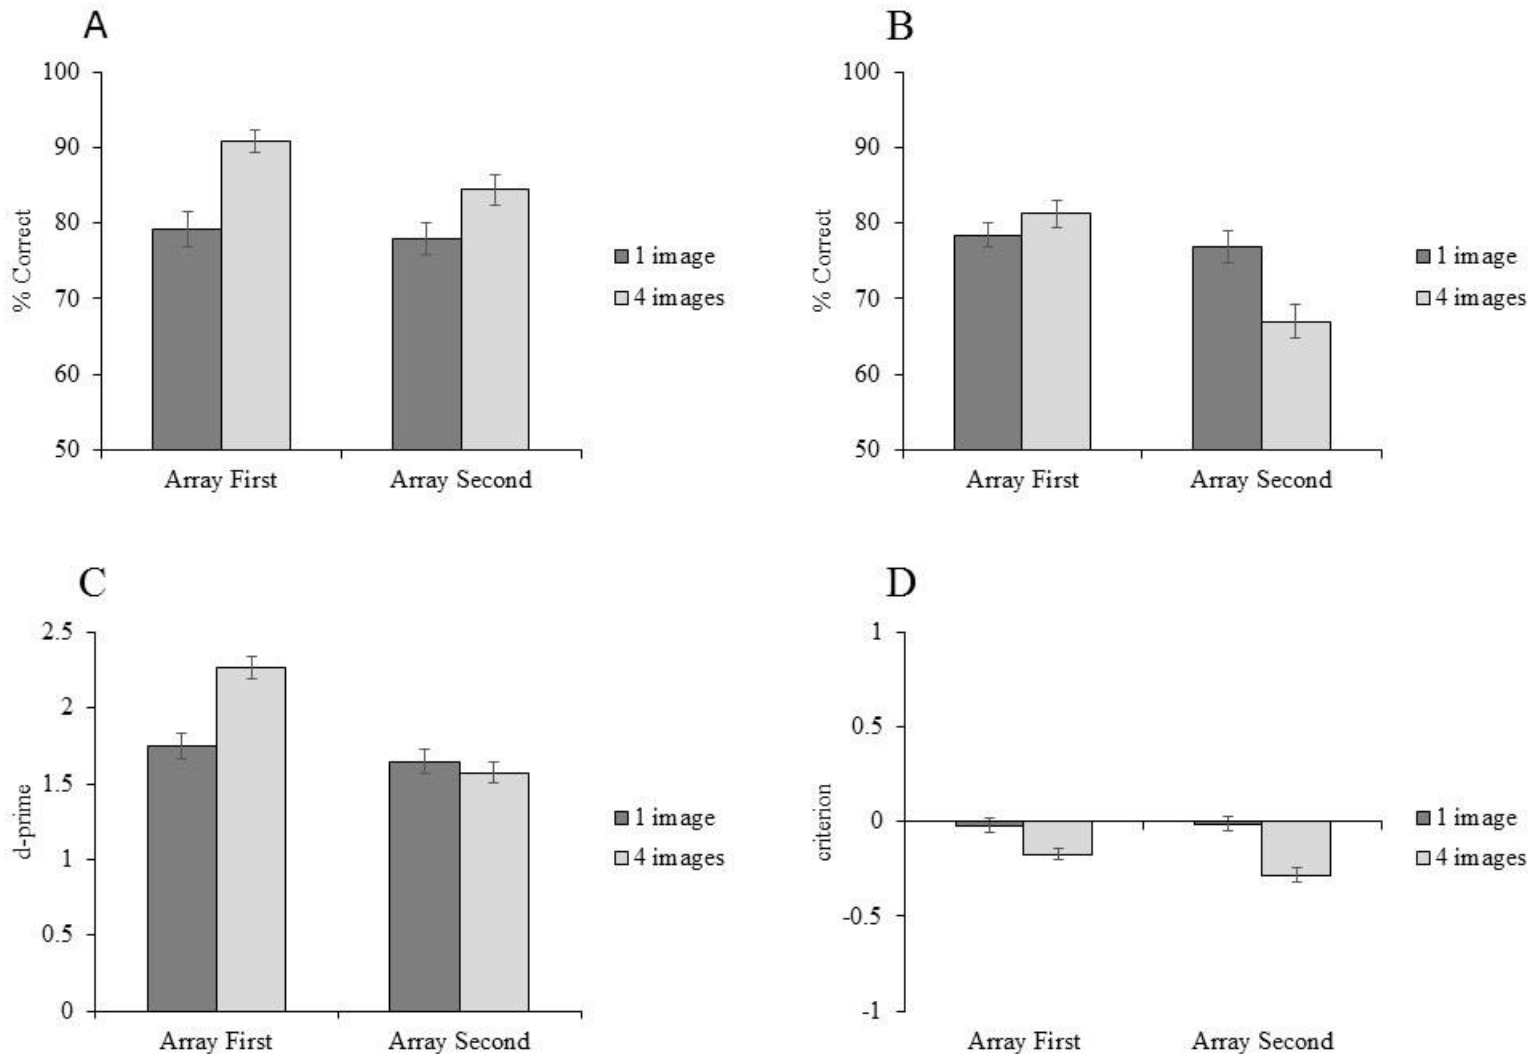 A
100
90
80
70
60
50
% Correct
Array First
Array Second
1 image
4 images
B
100
90
80
70
60
50
% Correct
Array First
Array Second
1 image
4 images
C
2.5
2
1.5
1
0.5
0
d-prime
Array First
Array Second
1 image
4 images
D
1
0.5
0
-0.5
-1
criterion
Array First
Array Second
1 image
4 images